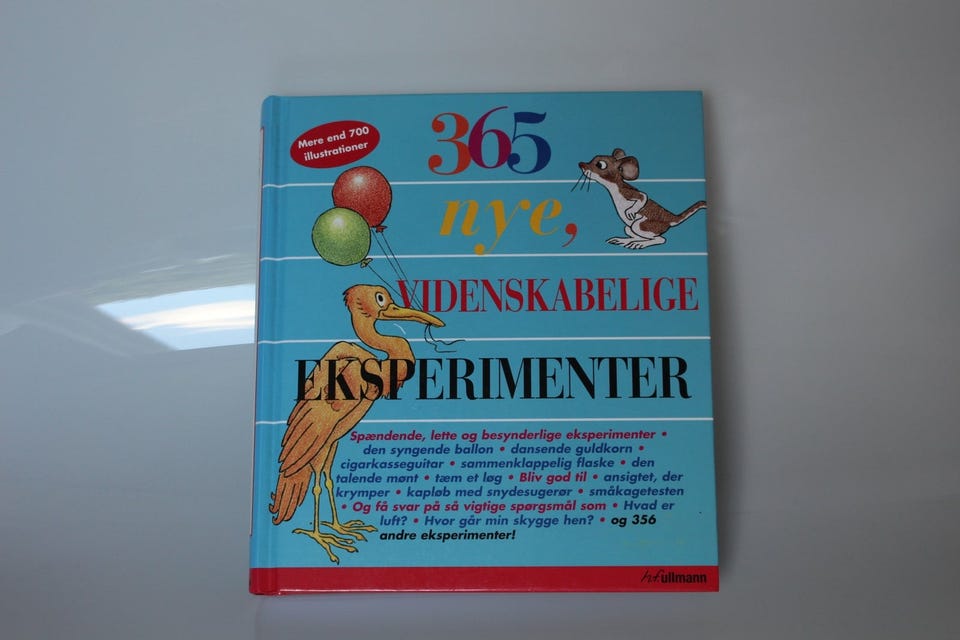 Mere end 700
illustrationer
365
nye,
VIDENSKABELIGE
EKSPERIMENTER
Spændende, lette og besynderlige eksperimenter •
den syngende ballon • dansende guldkorn •
cigarkasseguitar • sammenklappelig flaske • den
talende mønt • tæm et løg • Bliv god til • ansigtet, der
krymper • kapløb med snydesugerør • småkagetesten
• Og få svar på så vigtige spørgsmål som • Hvad er
luft? • Hvor går min skygge hen? • og 356
andre eksperimenter!
h.f.ullmann